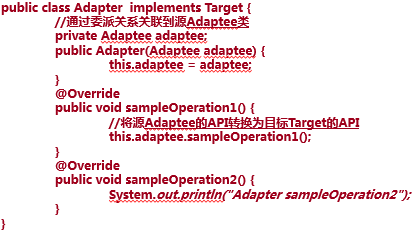 public class Adapter  implements Target {
//通过委派关系关联到源Adaptee类
private Adaptee adaptee;
public Adapter(Adaptee adaptee) {
this.adaptee = adaptee;
}
@Override
public void sampleOperation1() {
//将源Adaptee的API转换为目标Target的API
this.adaptee.sampleOperation1();
}
@Override
public void sampleOperation2() {
System.out.println("Adapter sampleOperation2");
}
}